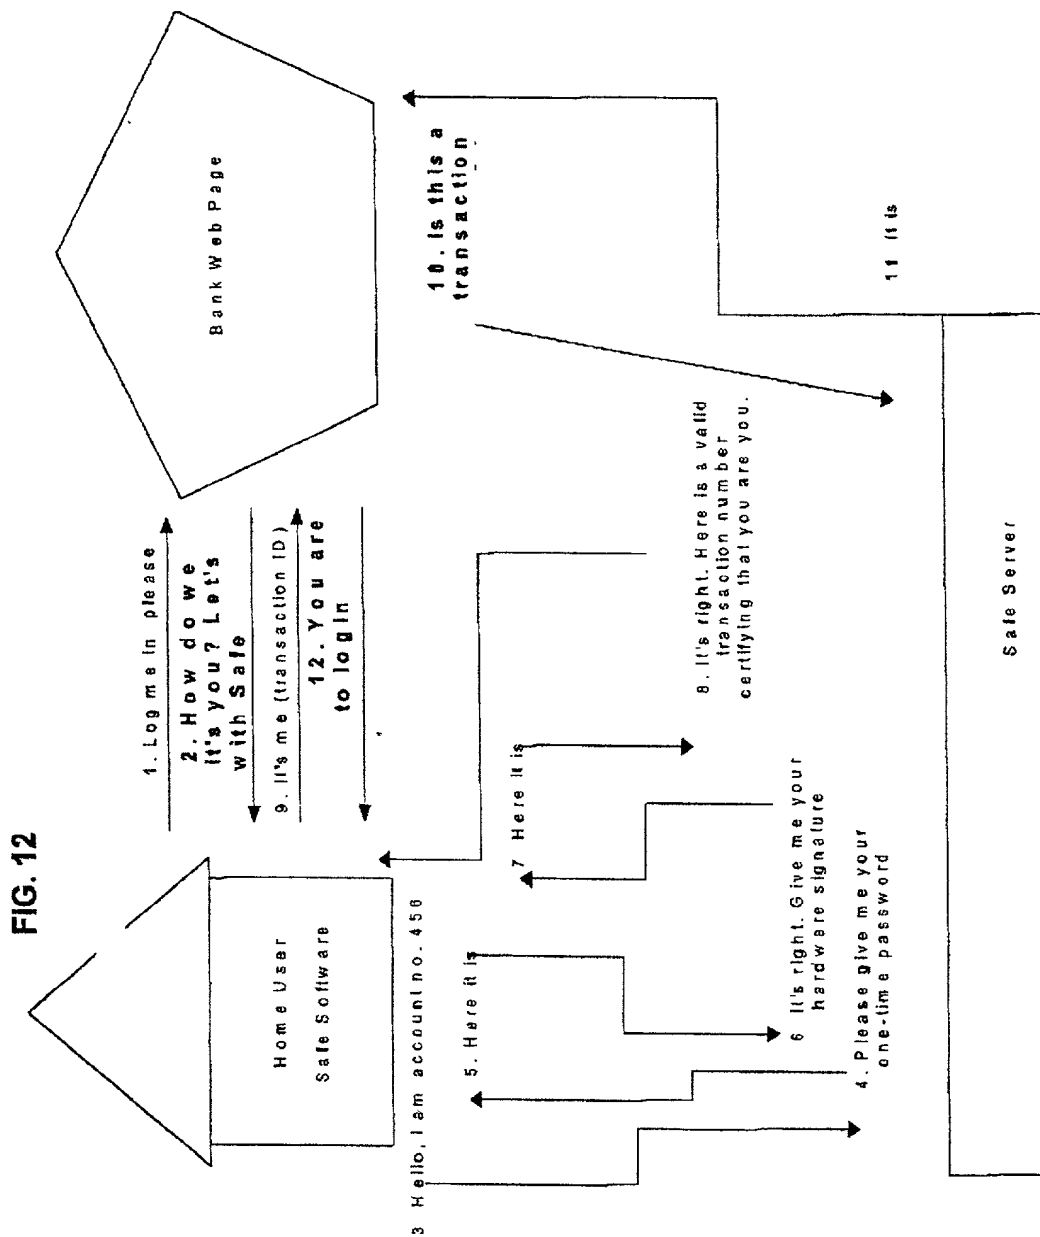 FIG. 12
1. Log me in please
2. How do we
it's you? Let's
with Safe
9. It's me (transaction ID)
12. You are
to login
Bank Web Page
Home User
Safe Software
10. Is this a
transaction
3 Hello, I am account no. 456
5. Here it is
7 Here it is
8. It's right. Here is a valid
transaction number
certifying that you are you.
6 It's right. Give me your
hardware signature
4. Please give me your
one-time password
11 It is
Safe Server